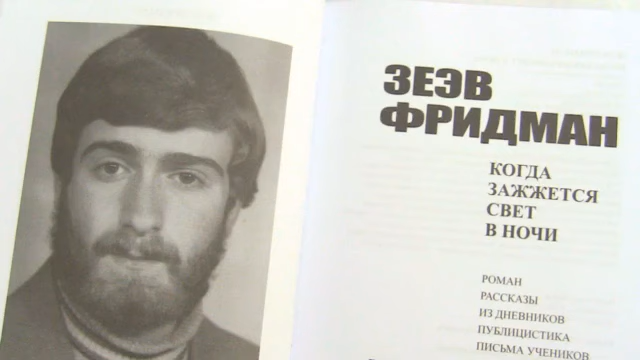 ЗЕЭВ
ФРИДМАН
КОГДА
ЗАЖЖЕТСЯ
СВЕТ
В НОЧИ
РОМАН
РАССКАЗЫ
ИЗ ДНЕВНИКОВ
ПУБЛИЦИСТИКА
ПИСЬМА УЧЕНИКОВ